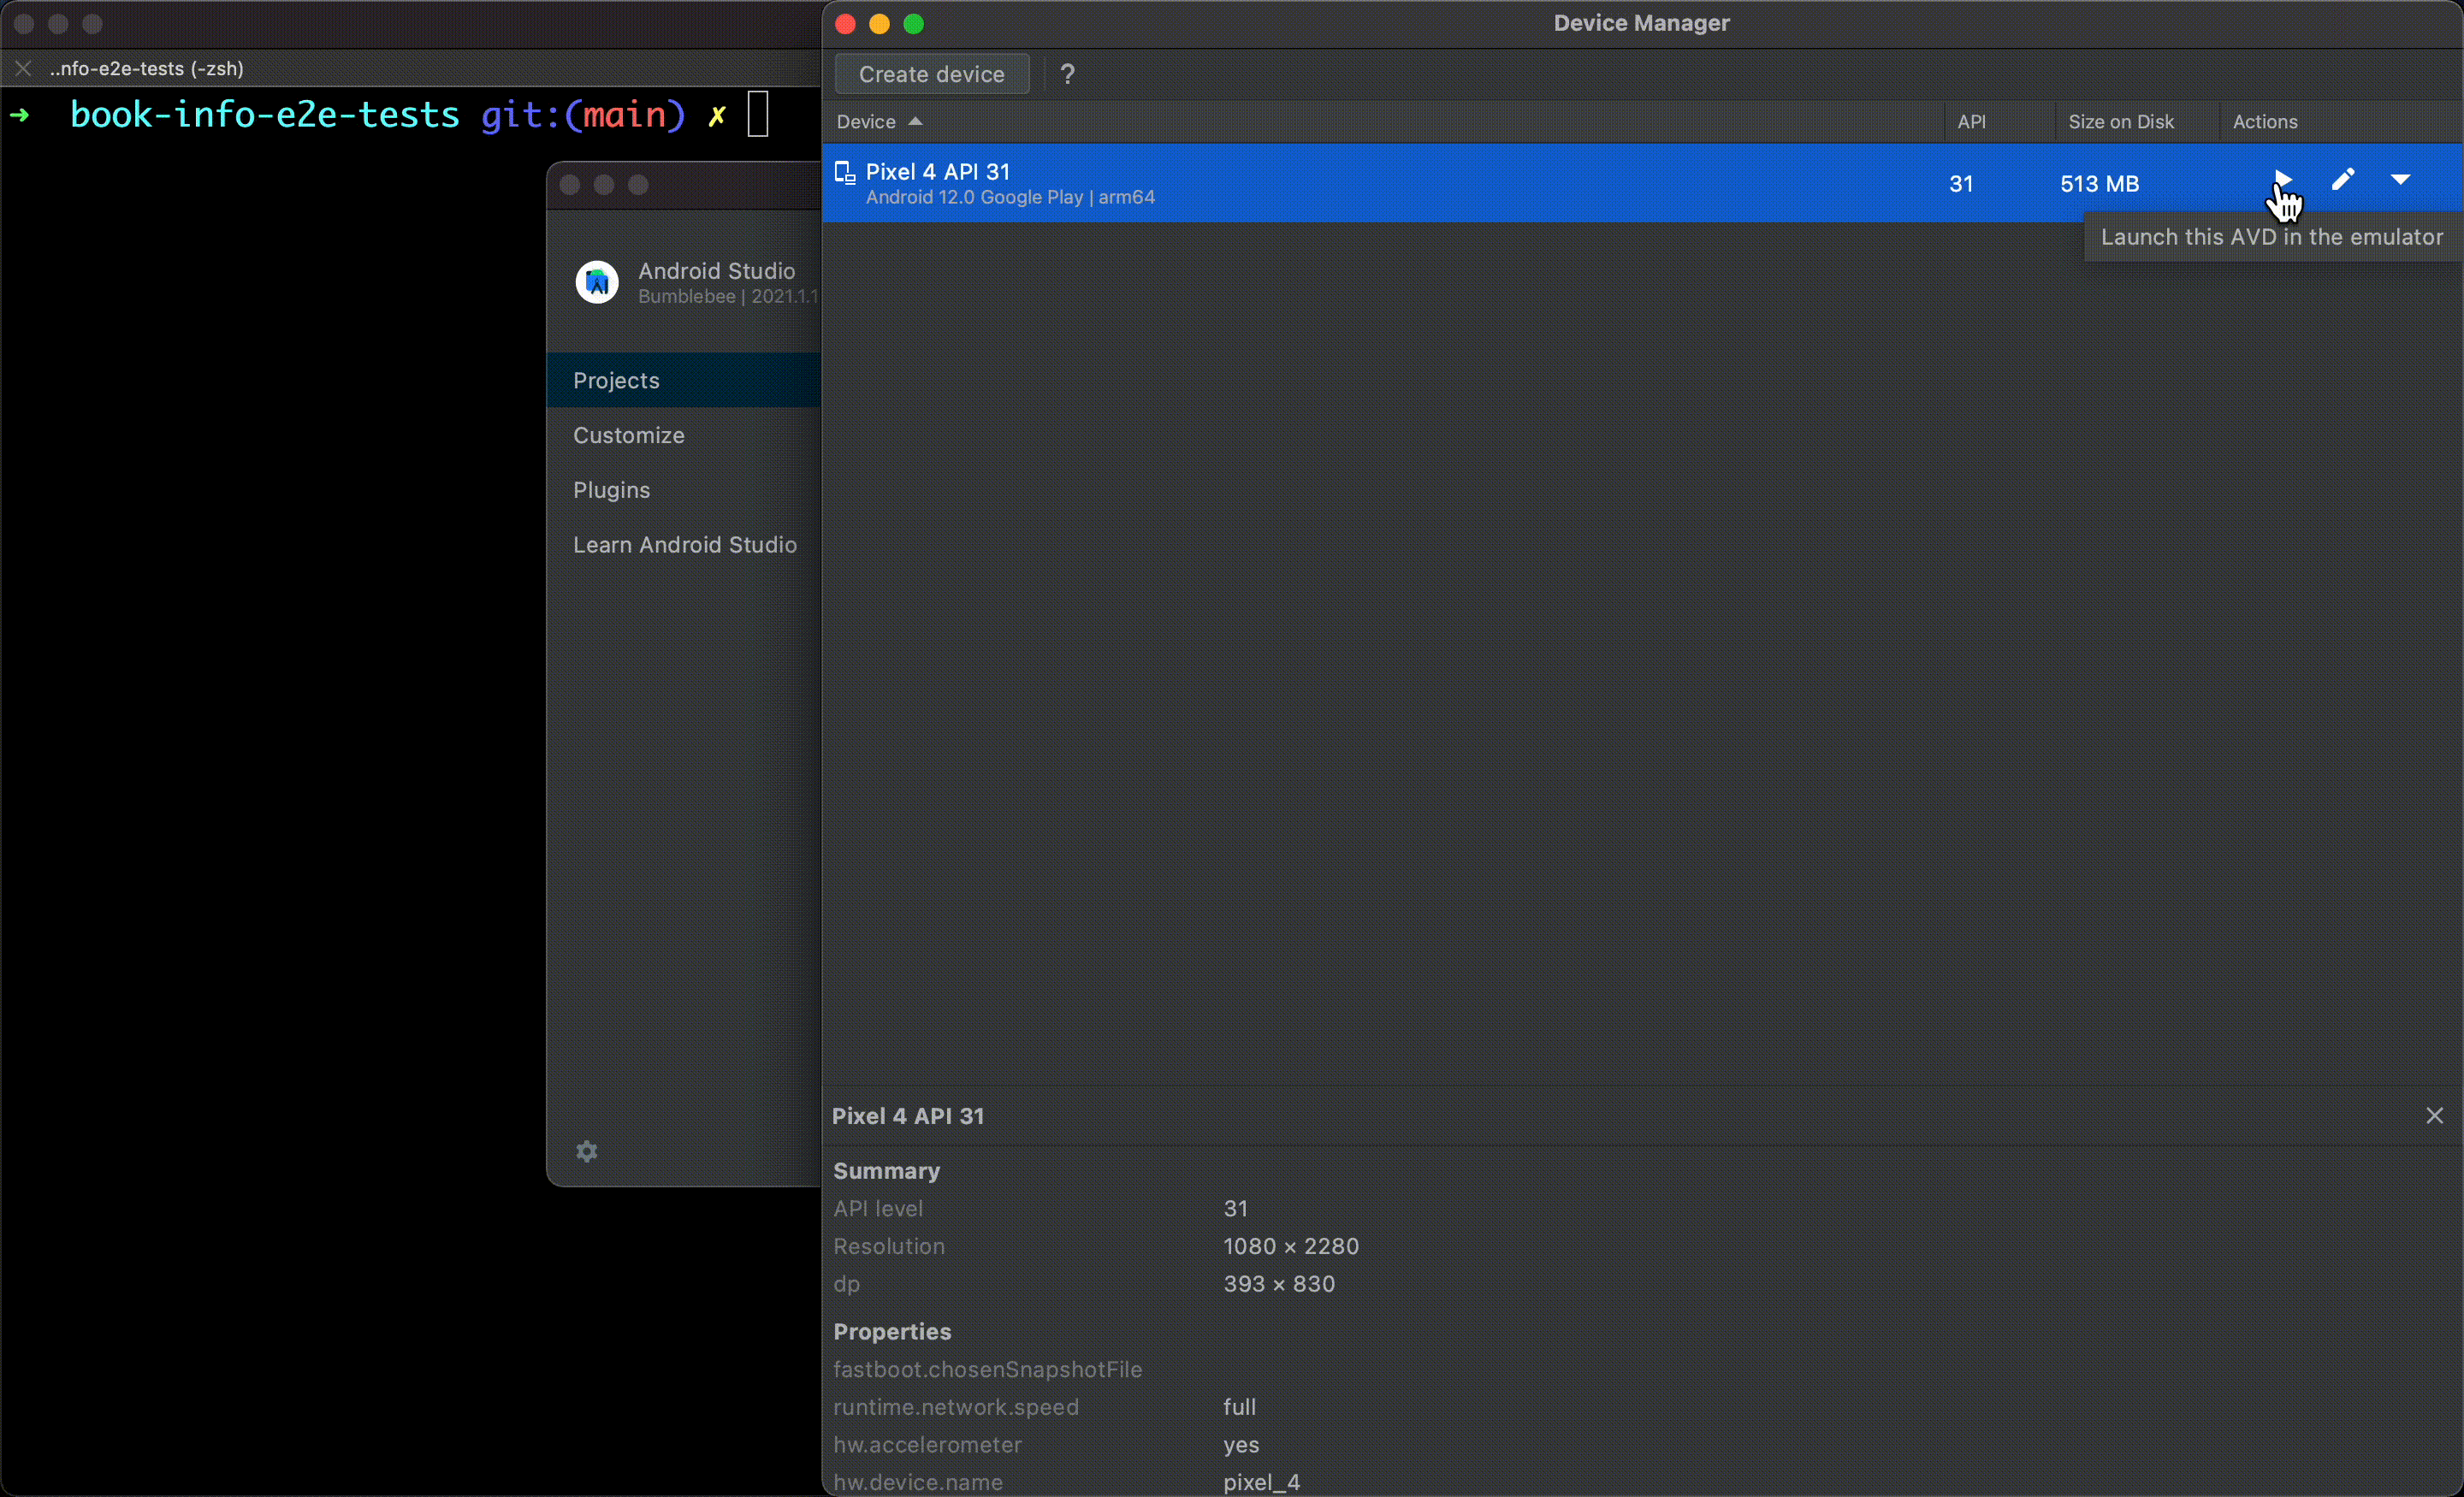 ..nfo-e2e-tests (-zsh)
➜ book-info-e2e-tests git:(main) ✗
Android Studio
Bumblebee | 2021.1.1
Projects
Customize
Plugins
Learn Android Studio
Device Manager
Create device ?
Device API Size on Disk Actions
Pixel 4 API 31 31 513 MB
Android 12.0 Google Play | arm64
Launch this AVD in the emulator
Pixel 4 API 31
Summary
API level 31
Resolution 1080 × 2280
dp 393 × 830
Properties
fastboot.chosenSnapshotFile
runtime.network.speed full
hw.accelerometer yes
hw.device.name pixel_4